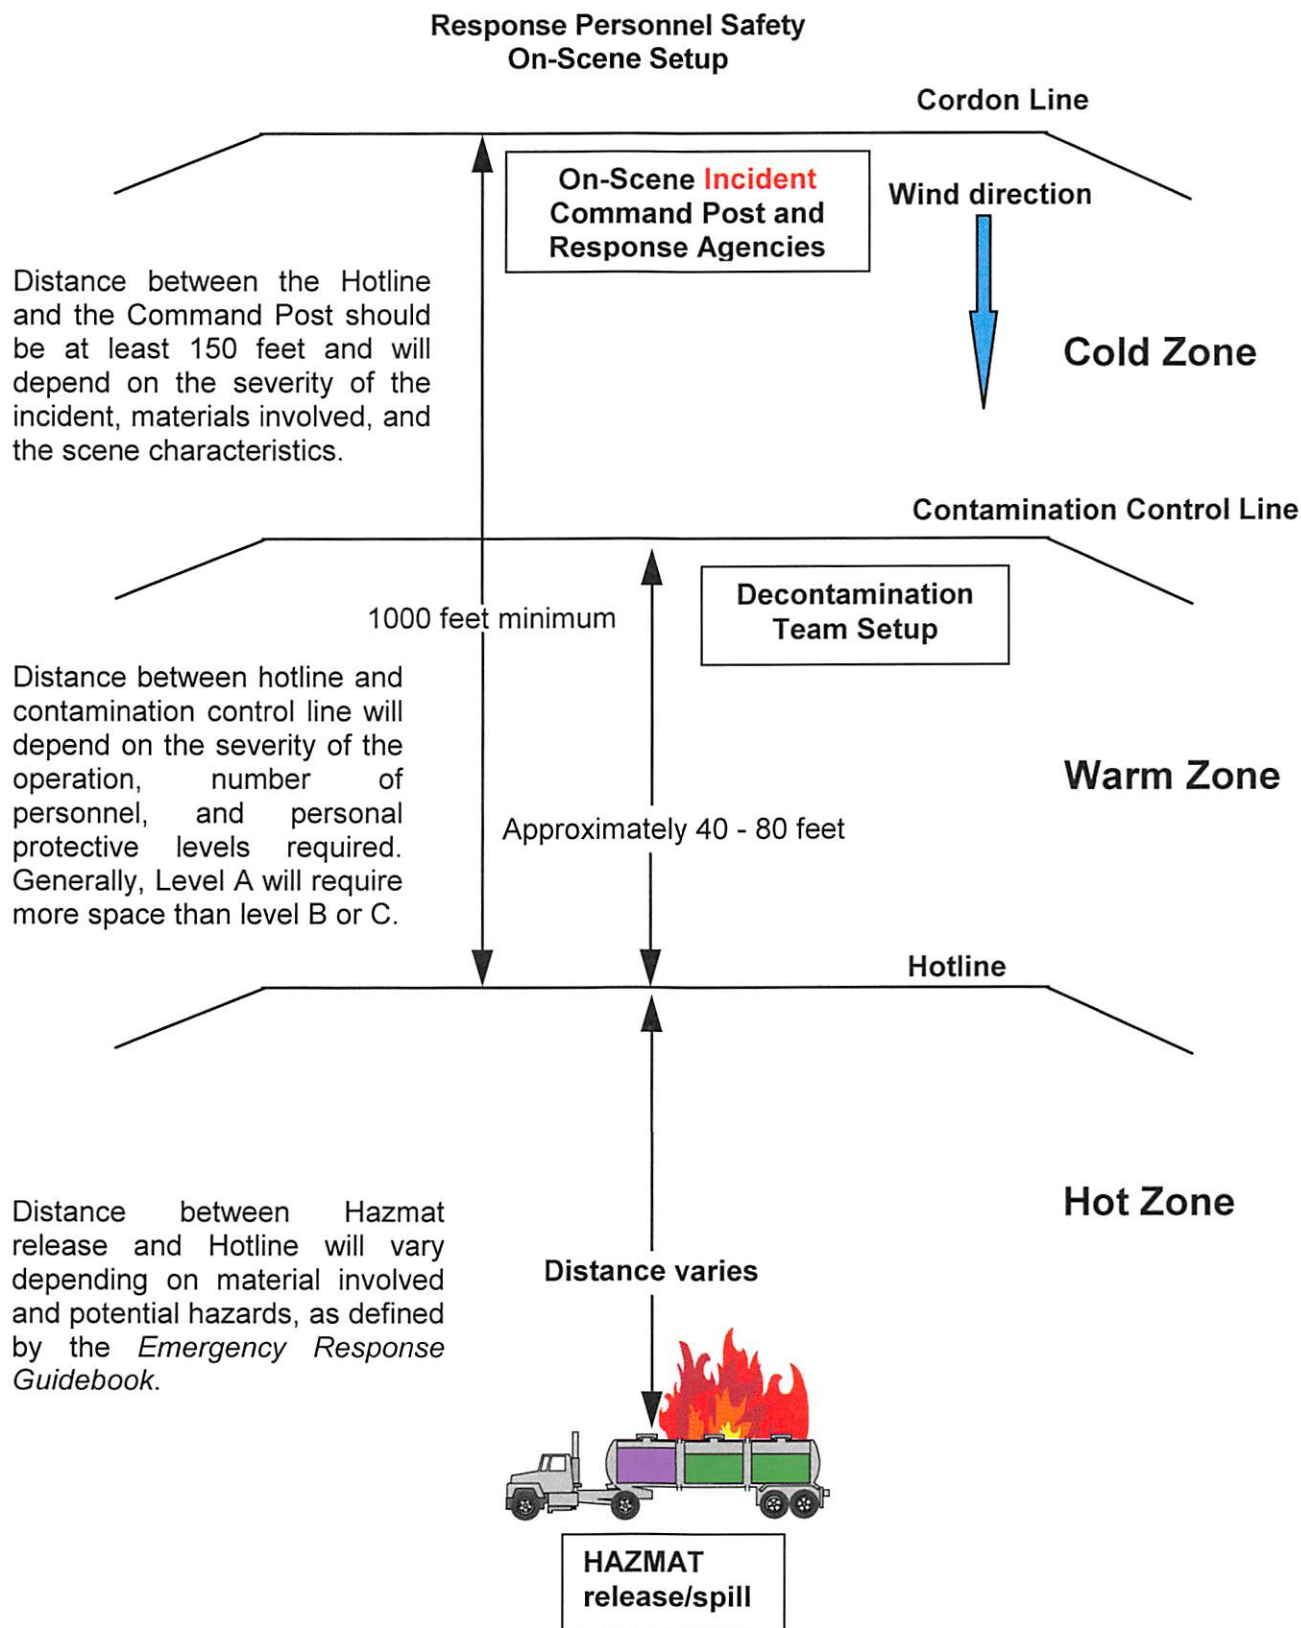 Response Personnel Safety
On-Scene Setup
Cordon Line
On-Scene Incident
Command Post and
Response Agencies
Wind direction
Distance between the Hotline
and the Command Post should
be at least 150 feet and will
depend on the severity of the
incident, materials involved, and
the scene characteristics.
Cold Zone
Contamination Control Line
Decontamination
Team Setup
1000 feet minimum
Distance between hotline and
contamination control line will
depend on the severity of the
operation, number of
personnel, and personal
protective levels required.
Generally, Level A will require
more space than level B or C.
Warm Zone
Approximately 40 - 80 feet
Hotline
Hot Zone
Distance between Hazmat
release and Hotline will vary
depending on material involved
and potential hazards, as defined
by the Emergency Response
Guidebook.
Distance varies
HAZMAT
release/spill